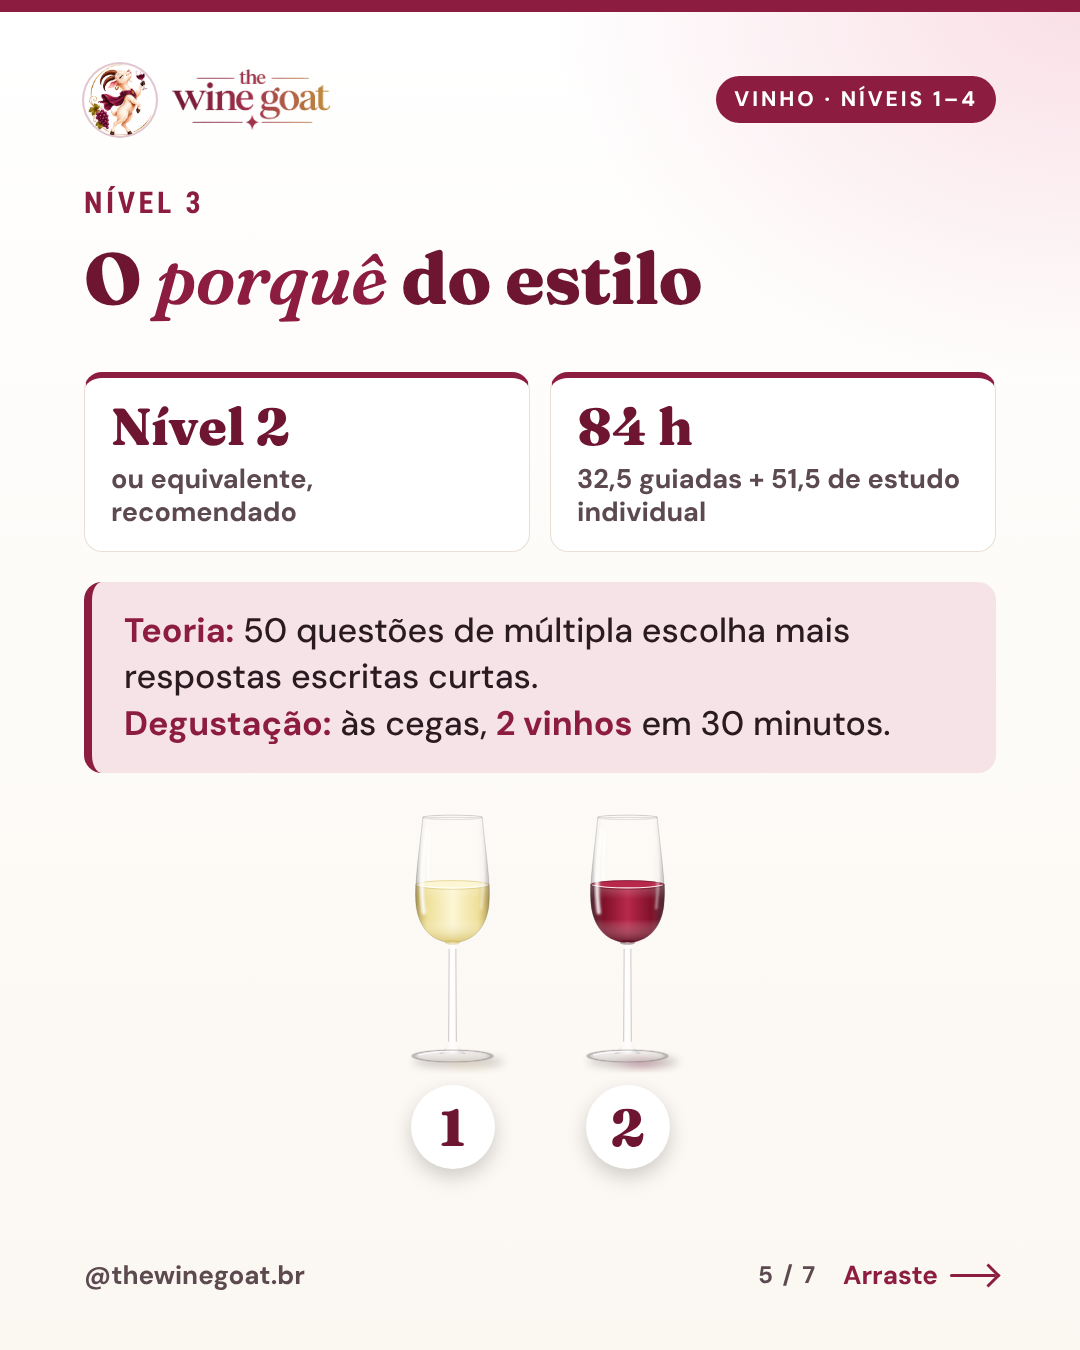 the
wine goat
VINHO · NÍVEIS 1–4
NÍVEL 3
O porquê do estilo
Nível 2
ou equivalente,
recomendado
84 h
32,5 guiadas + 51,5 de estudo
individual
Teoria: 50 questões de múltipla escolha mais
respostas escritas curtas.
Degustação: às cegas, 2 vinhos em 30 minutos.
1
2
@thewinegoat.br
5 / 7
Arraste